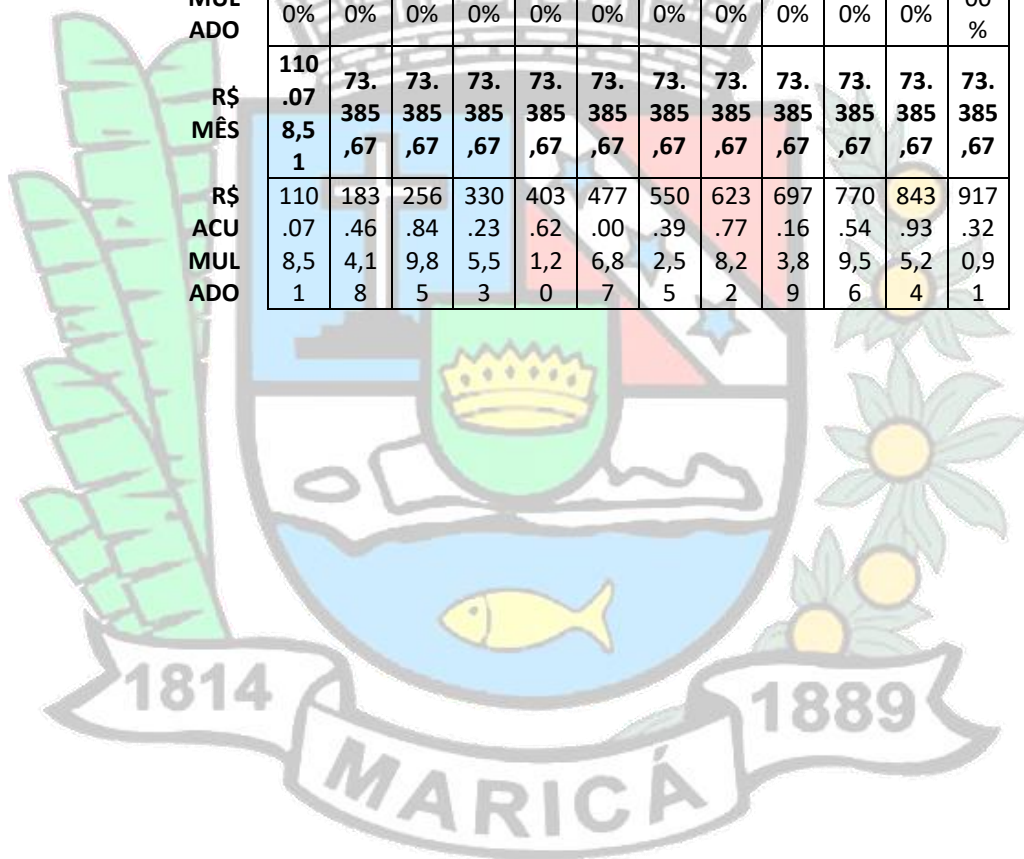 MUL
ADO 0% 0% 0% 0% 0% 0% 0% 0% 0% 0% 0% 00 %
R$ MÊS 110.078,51 73.385,67 73.385,67 73.385,67 73.385,67 73.385,67 73.385,67 73.385,67 73.385,67 73.385,67 73.385,67 73.385,67
R$ ACUMULADO 110.078,51 183.464,18 256.849,85 330.235,53 403.621,20 477.006,87 550.392,55 623.778,22 697.163,89 770.549,56 843.935,24 917.320,91
1814
1889
MARICÁ